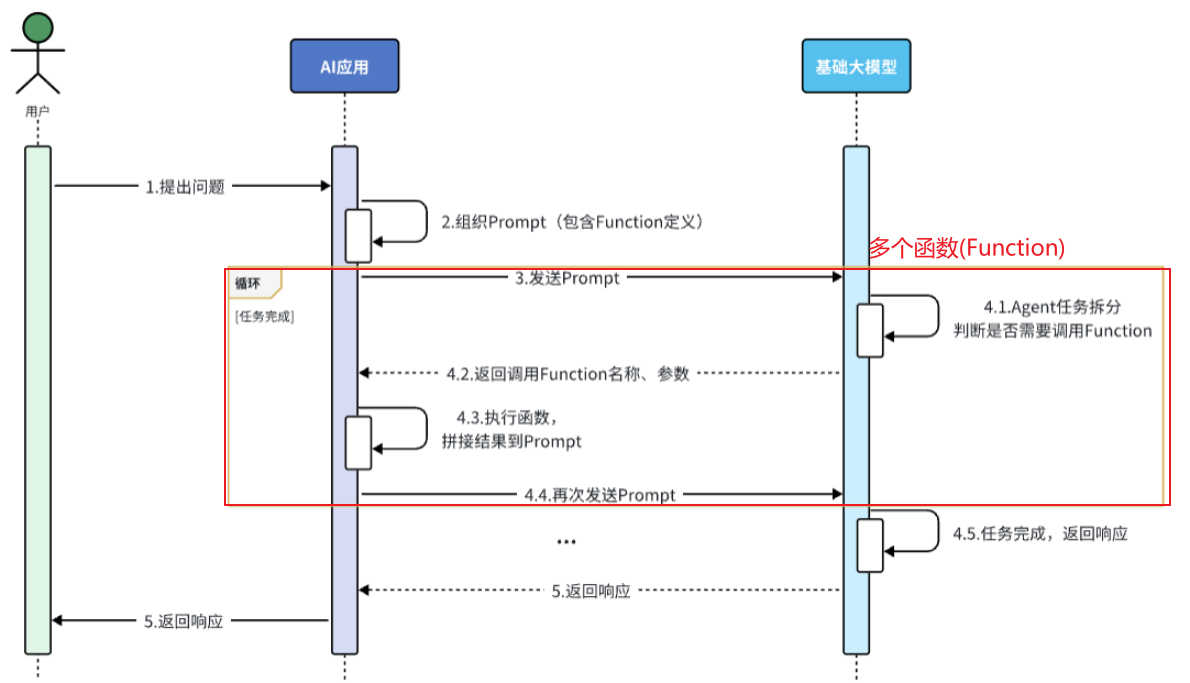 AI应用
基础大模型
用户
1.提出问题
2.组织Prompt（包含Function定义）
多个函数(Function)
循环
3.发送Prompt
[任务完成]
4.1.Agent任务拆分
判断是否需要调用Function
4.2.返回调用Function名称、参数
4.3.执行函数，
拼接结果到Prompt
4.4.再次发送Prompt
4.5.任务完成，返回响应
...
5.返回响应
5.返回响应